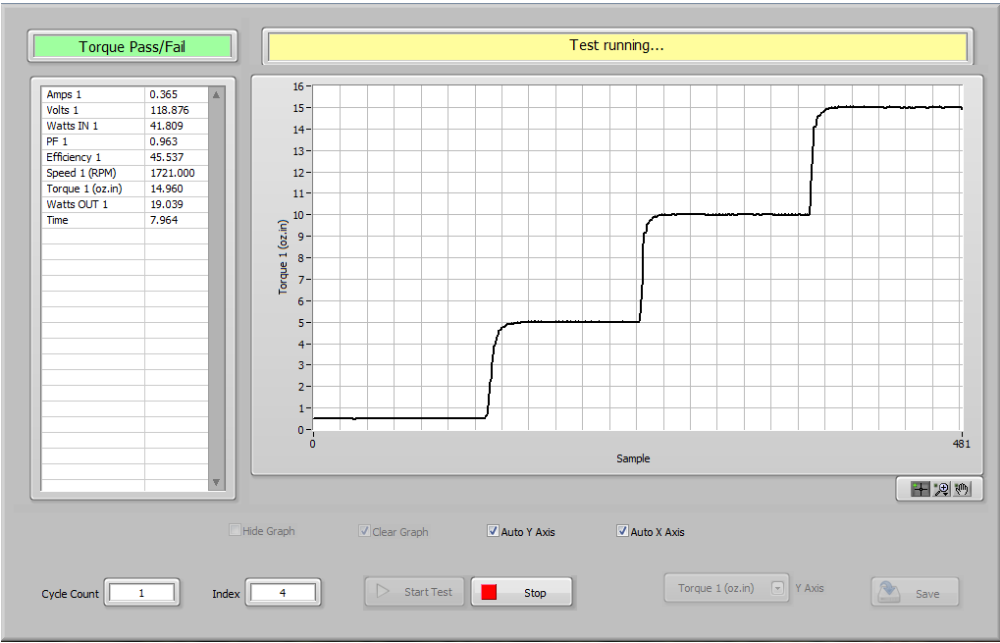 Torque Pass/Fail
Test running...
Amps 1 0.365
Volts 1 118.876
Watts IN 1 41.809
PF 1 0.963
Efficiency 1 45.537
Speed 1 (RPM) 1721.000
Torque 1 (oz.in) 14.960
Watts OUT 1 19.039
Time 7.964
Torque 1 (oz.in)
16
15
14
13
12
11
10
9
8
7
6
5
4
3
2
1
0
0 481
Sample
Hide Graph Clear Graph Auto Y Axis Auto X Axis
Cycle Count 1 Index 4 Start Test Stop Torque 1 (oz.in) Y Axis Save